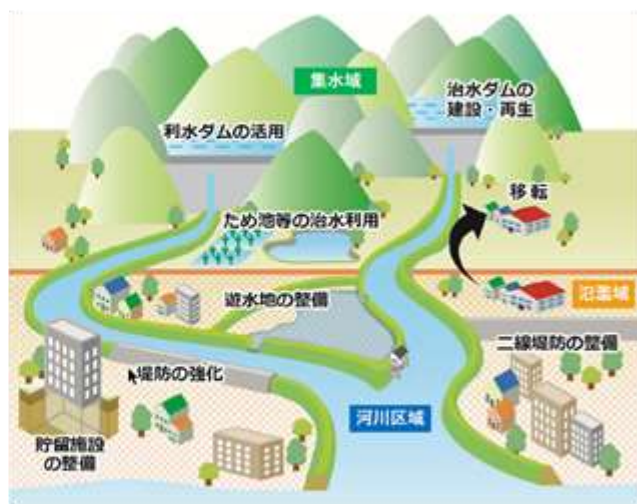 集水域
治水ダムの
建設・再生
利水ダムの活用
移転
ため池等の治水利用
氾濫域
遊水地の整備
二線堤防の整備
堤防の強化
河川区域
貯留施設
の整備